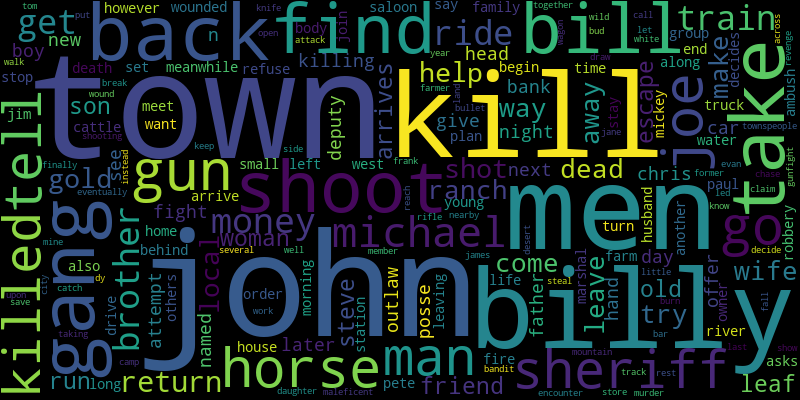 however
wounded
saloon
say
family
put
together
wild
call
tom
knife
get
back
find
bill
train
open
join
bud
let
white
across
attack
boy
new
n
body
ride
head
group
revenge
year
draw
wagon
walk
death
set
meanwhile
refuse
killing
help
begin
time
end
along
stop
break
town
kill
arrives
away
escape
joe
make
decides
take
ambush
wound
son
meet
want
deputy
farmer
bullet
bank
way
stay
mickey
truck
jim
cattle
land
give
night
car
townspeople
shooting
plan
jane
water
keep
side
frank
evan
former
chase
tell
killed
see
instead
gun
small
left
west
shot
next
dead
chris
led
claim
gunfight
finally
gold
shoot
ranch
paul
know
eventually
arrive
young
men
husband
reach
rifle
nearby
go
gang
brother
fight
money
michael
turn
another
decide
robbery
mine
home
woman
desert
also
behind
several
well
member
james
come
offer
day
wife
city
dy
john
billy
steal
marshal
farm
upon
catch
attempt
others
local
order
steve
outlaw
posse
leaving
life
father
leave
hand
old
little
owner
save
drive
work
morning
station
try
burn
river
fall
taking
named
house
later
fire
bar
last
show
run
long
return
horse
man
pete
friend
bandit
sheriff
mountain
track
rest
asks
leaf
camp
daughter
maleficent
encounter
store
murder